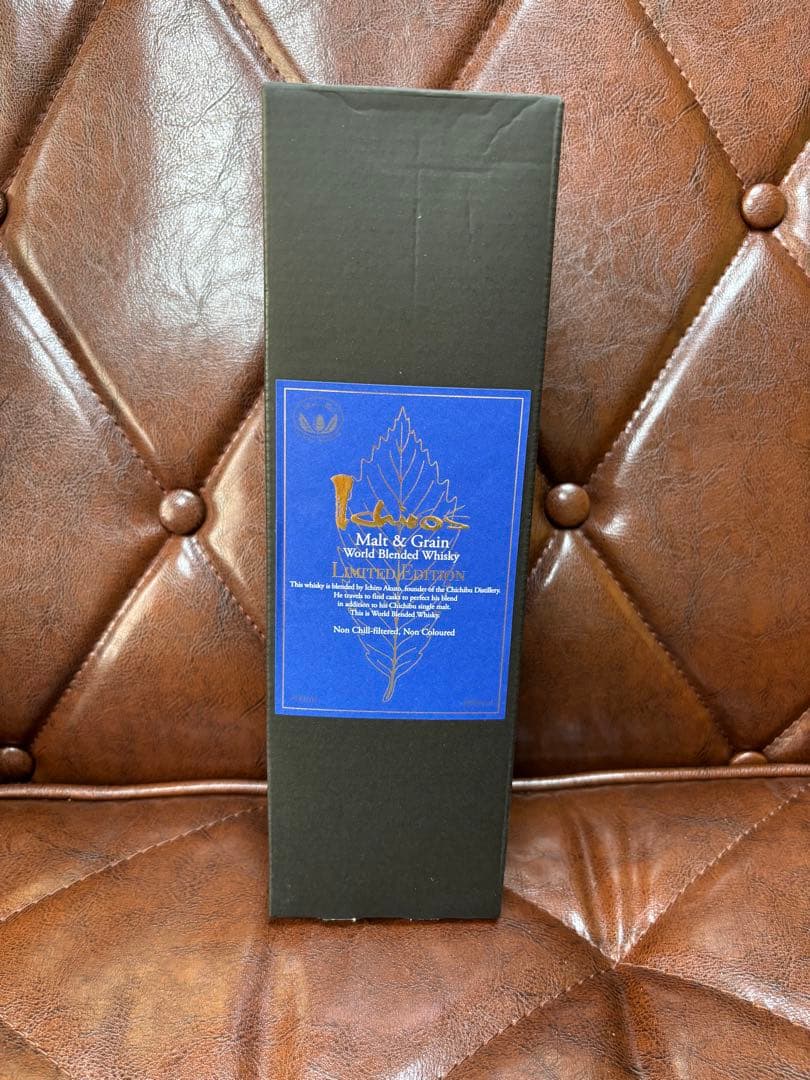 Ichiro's
Malt & Grain
World Blended Whisky
LIMITED EDITION
This whisky is blended by Ichiro Akuto, founder of the Chichibu Distillery.
He travels to find casks to perfect his blend
in addition to his Chichibu single malt.
This is World Blended Whisky.
Non Chill-filtered, Non Coloured